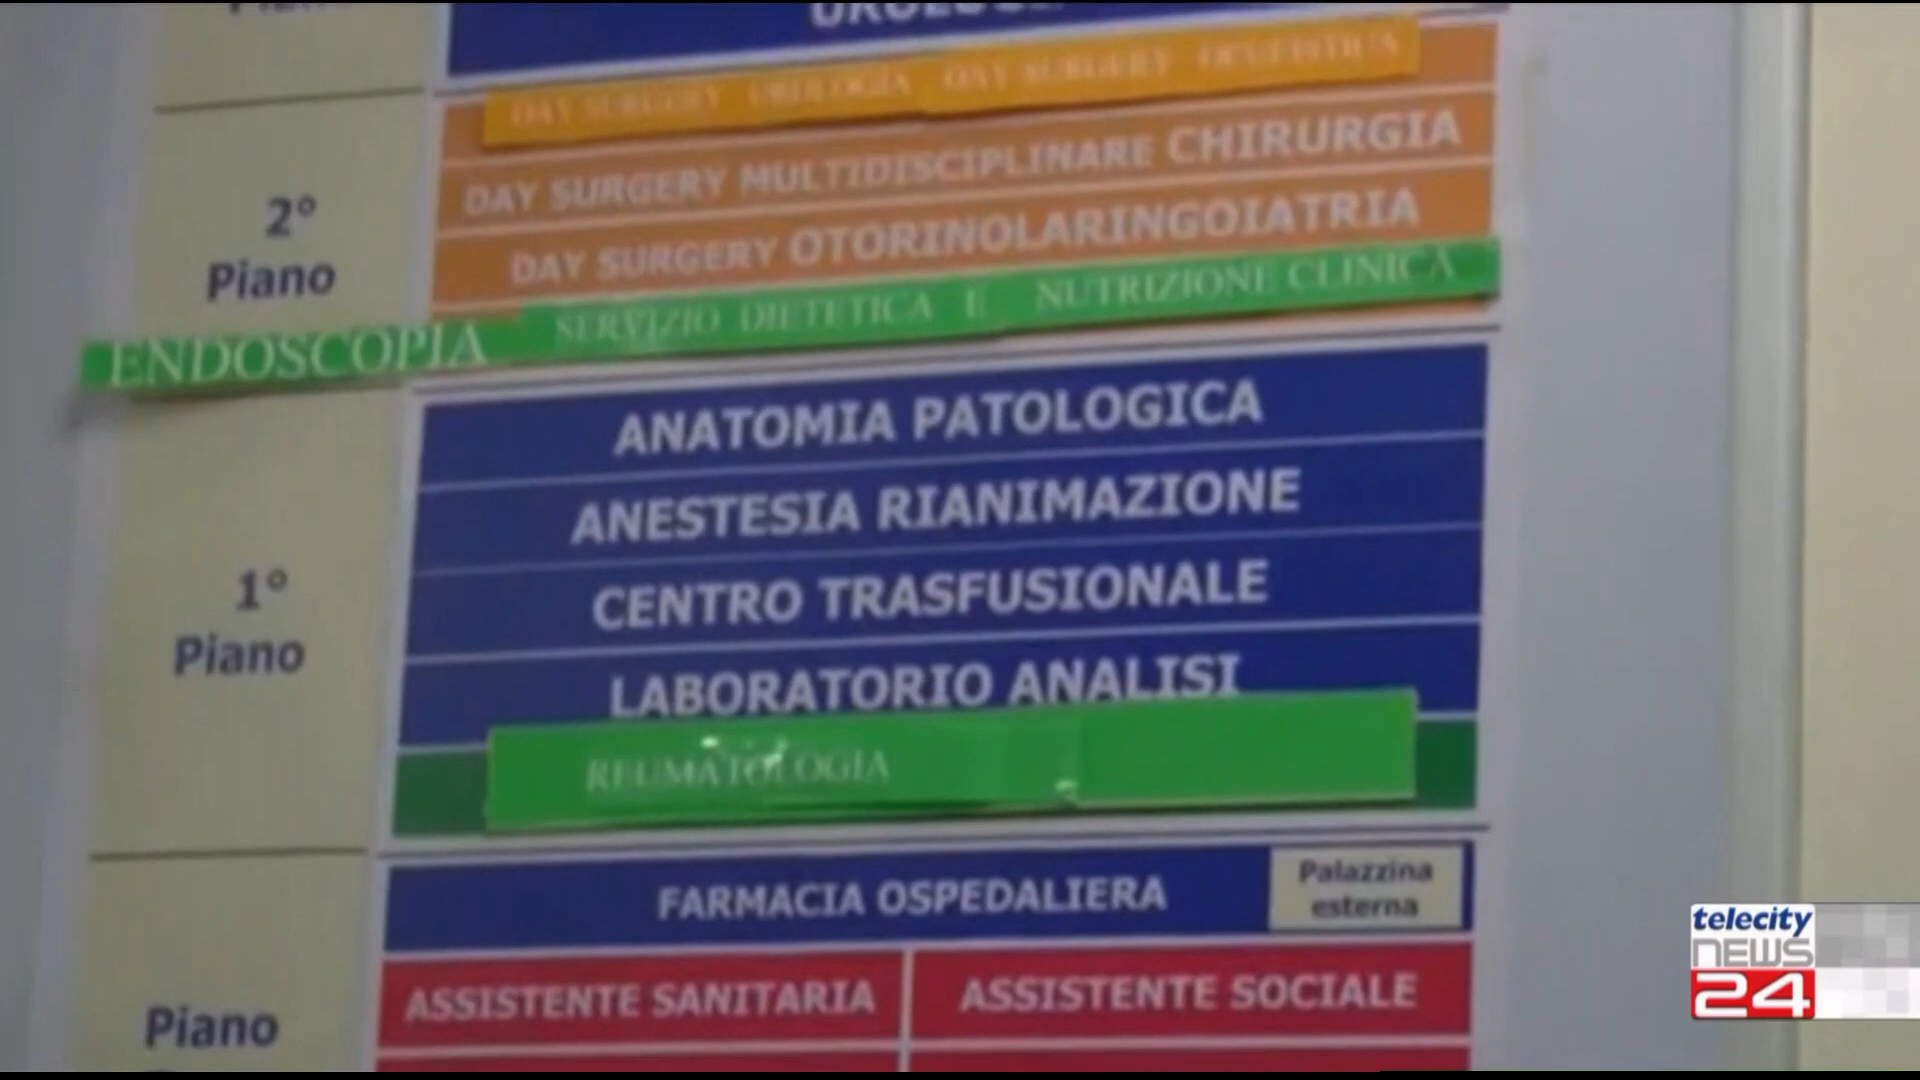 Piano
DAY SURGERY UROLOGIA DAY SURGERY OCULISTICA
DAY SURGERY MULTIDISCIPLINARE CHIRURGIA
2°
Piano
DAY SURGERY OTORINOLARINGOIATRIA
SERVIZIO DIETETICA E NUTRIZIONE CLINICA
ENDOSCOPIA
ANATOMIA PATOLOGICA
ANESTESIA RIANIMAZIONE
1°
Piano
CENTRO TRASFUSIONALE
LABORATORIO ANALISI
REUMATOLOGIA
FARMACIA OSPEDALIERA
Palazzina
esterna
ASSISTENTE SANITARIA
ASSISTENTE SOCIALE
Piano
telecity
NEWS
24